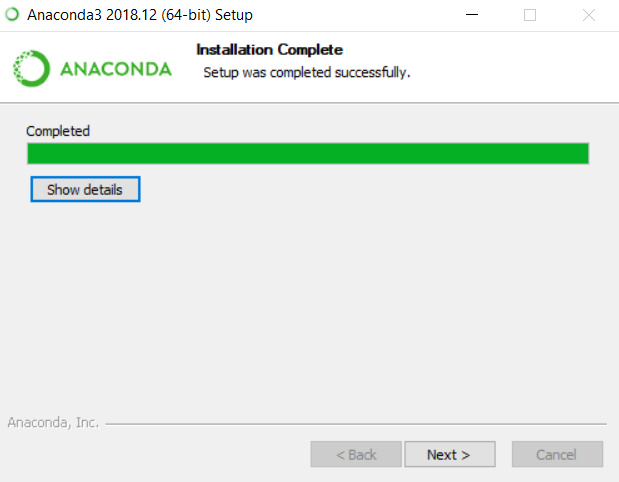 Anaconda3 2018.12 (64-bit) Setup
ANACONDA
Installation Complete
Setup was completed successfully.
Completed
Show details
Anaconda, Inc.
< Back
Next >
Cancel